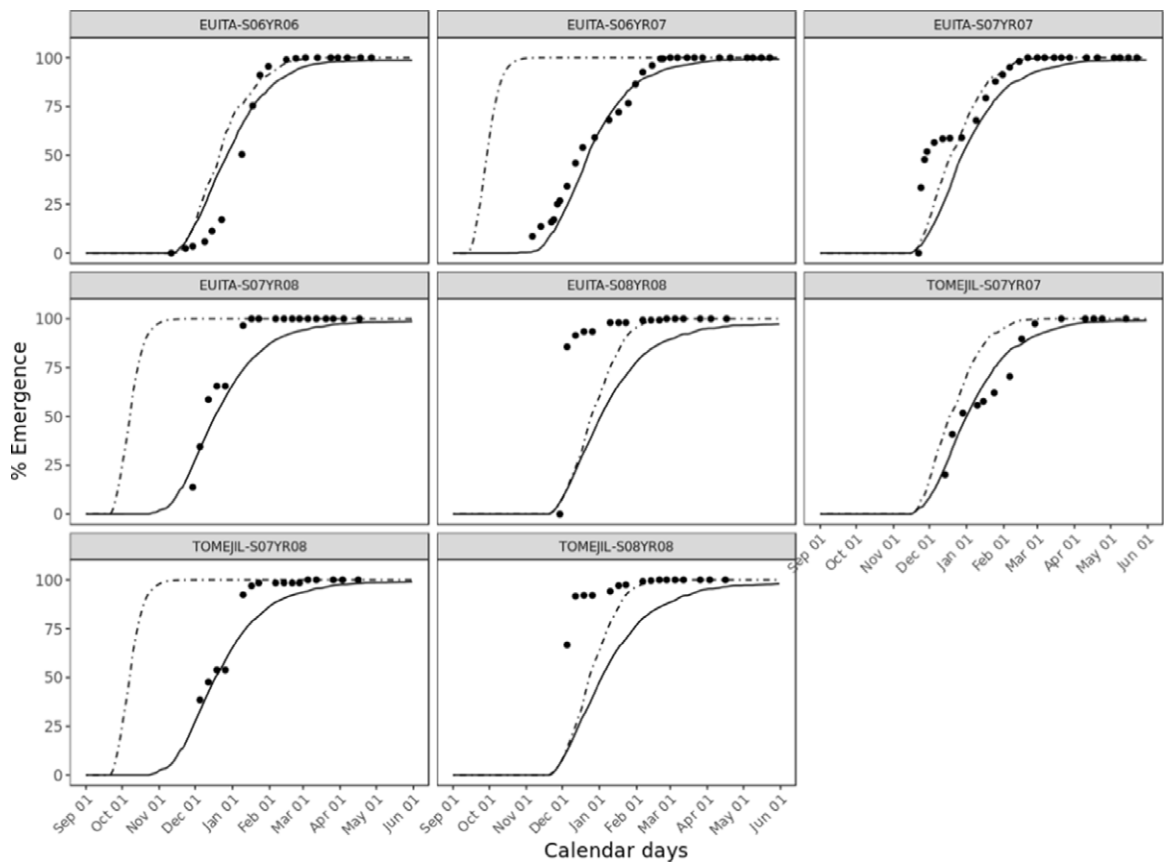 EUITA-S06YR06 EUITA-S06YR07 EUITA-S07YR07
100
75
50
25
0
EUITA-S07YR08 EUITA-S08YR08 TOMEJIL-S07YR07
100
75
50
25
0
Sep 01 Oct 01 Nov 01 Dec 01 Jan 01 Feb 01 Mar 01 Apr 01 May 01 Jun 01
TOMEJIL-S07YR08 TOMEJIL-S08YR08
100
75
50
25
0
Sep 01 Oct 01 Nov 01 Dec 01 Jan 01 Feb 01 Mar 01 Apr 01 May 01 Jun 01 Sep 01 Oct 01 Nov 01 Dec 01 Jan 01 Feb 01 Mar 01 Apr 01 May 01 Jun 01
% Emergence
Calendar days